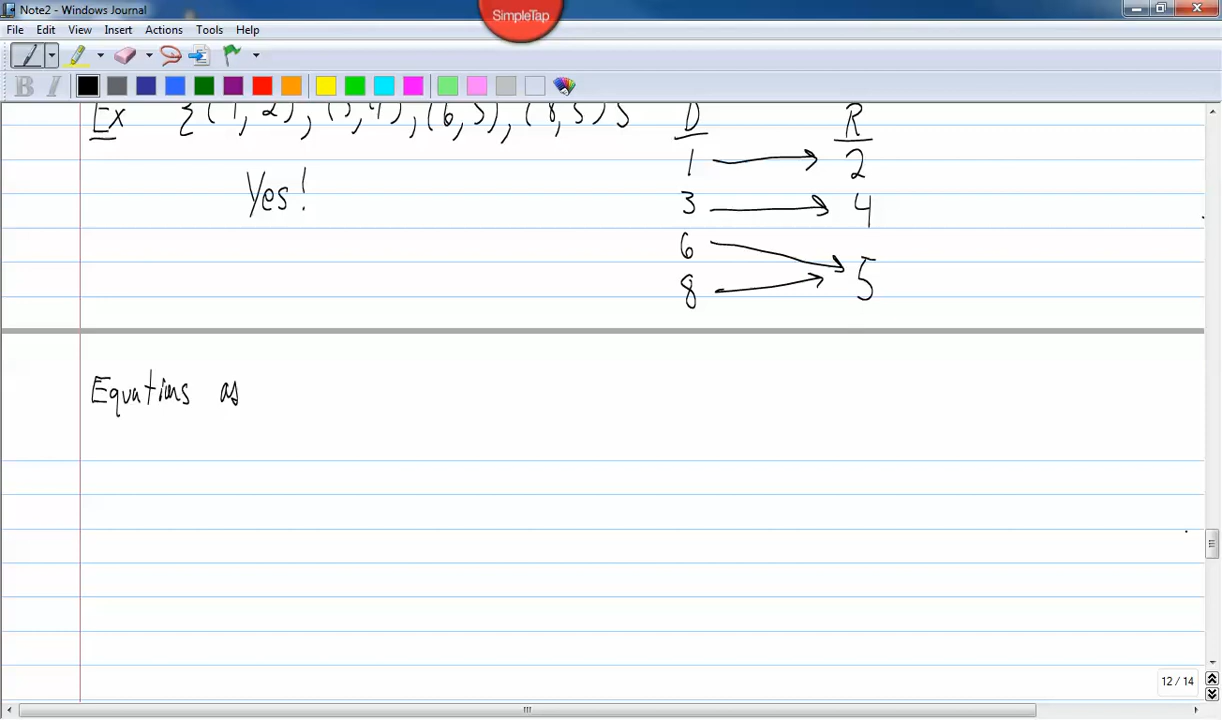 Note2 - Windows Journal
SimpleTap
File Edit View Insert Actions Tools Help
B I
Ex {(1, 2), (3, 4), (6, 5), (8, 5)} D R
1 2
Yes!
3 4
6
5
8
Equations as
12 / 14